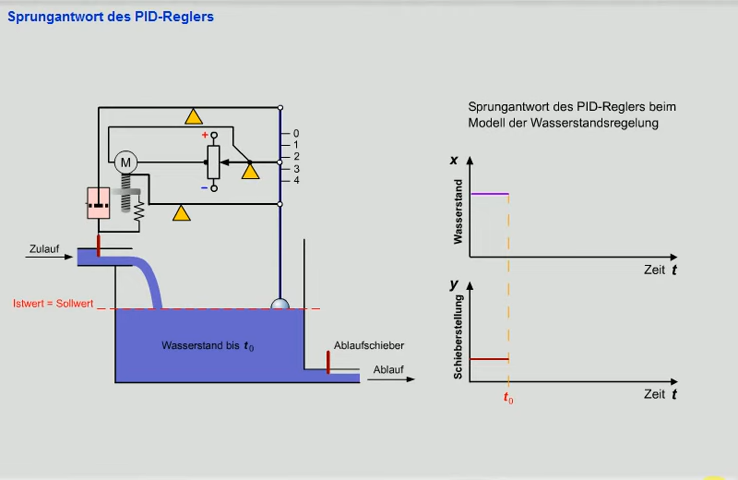 Sprungantwort des PID-Reglers
Sprungantwort des PID-Reglers beim
Modell der Wasserstandsregelung
+
0
1
2
3
4
M
−
Zulauf
Istwert = Sollwert
Wasserstand bis t0
Ablaufschieber
Ablauf
x
Wasserstand
Zeit t
y
Schieberstellung
Zeit t
t0